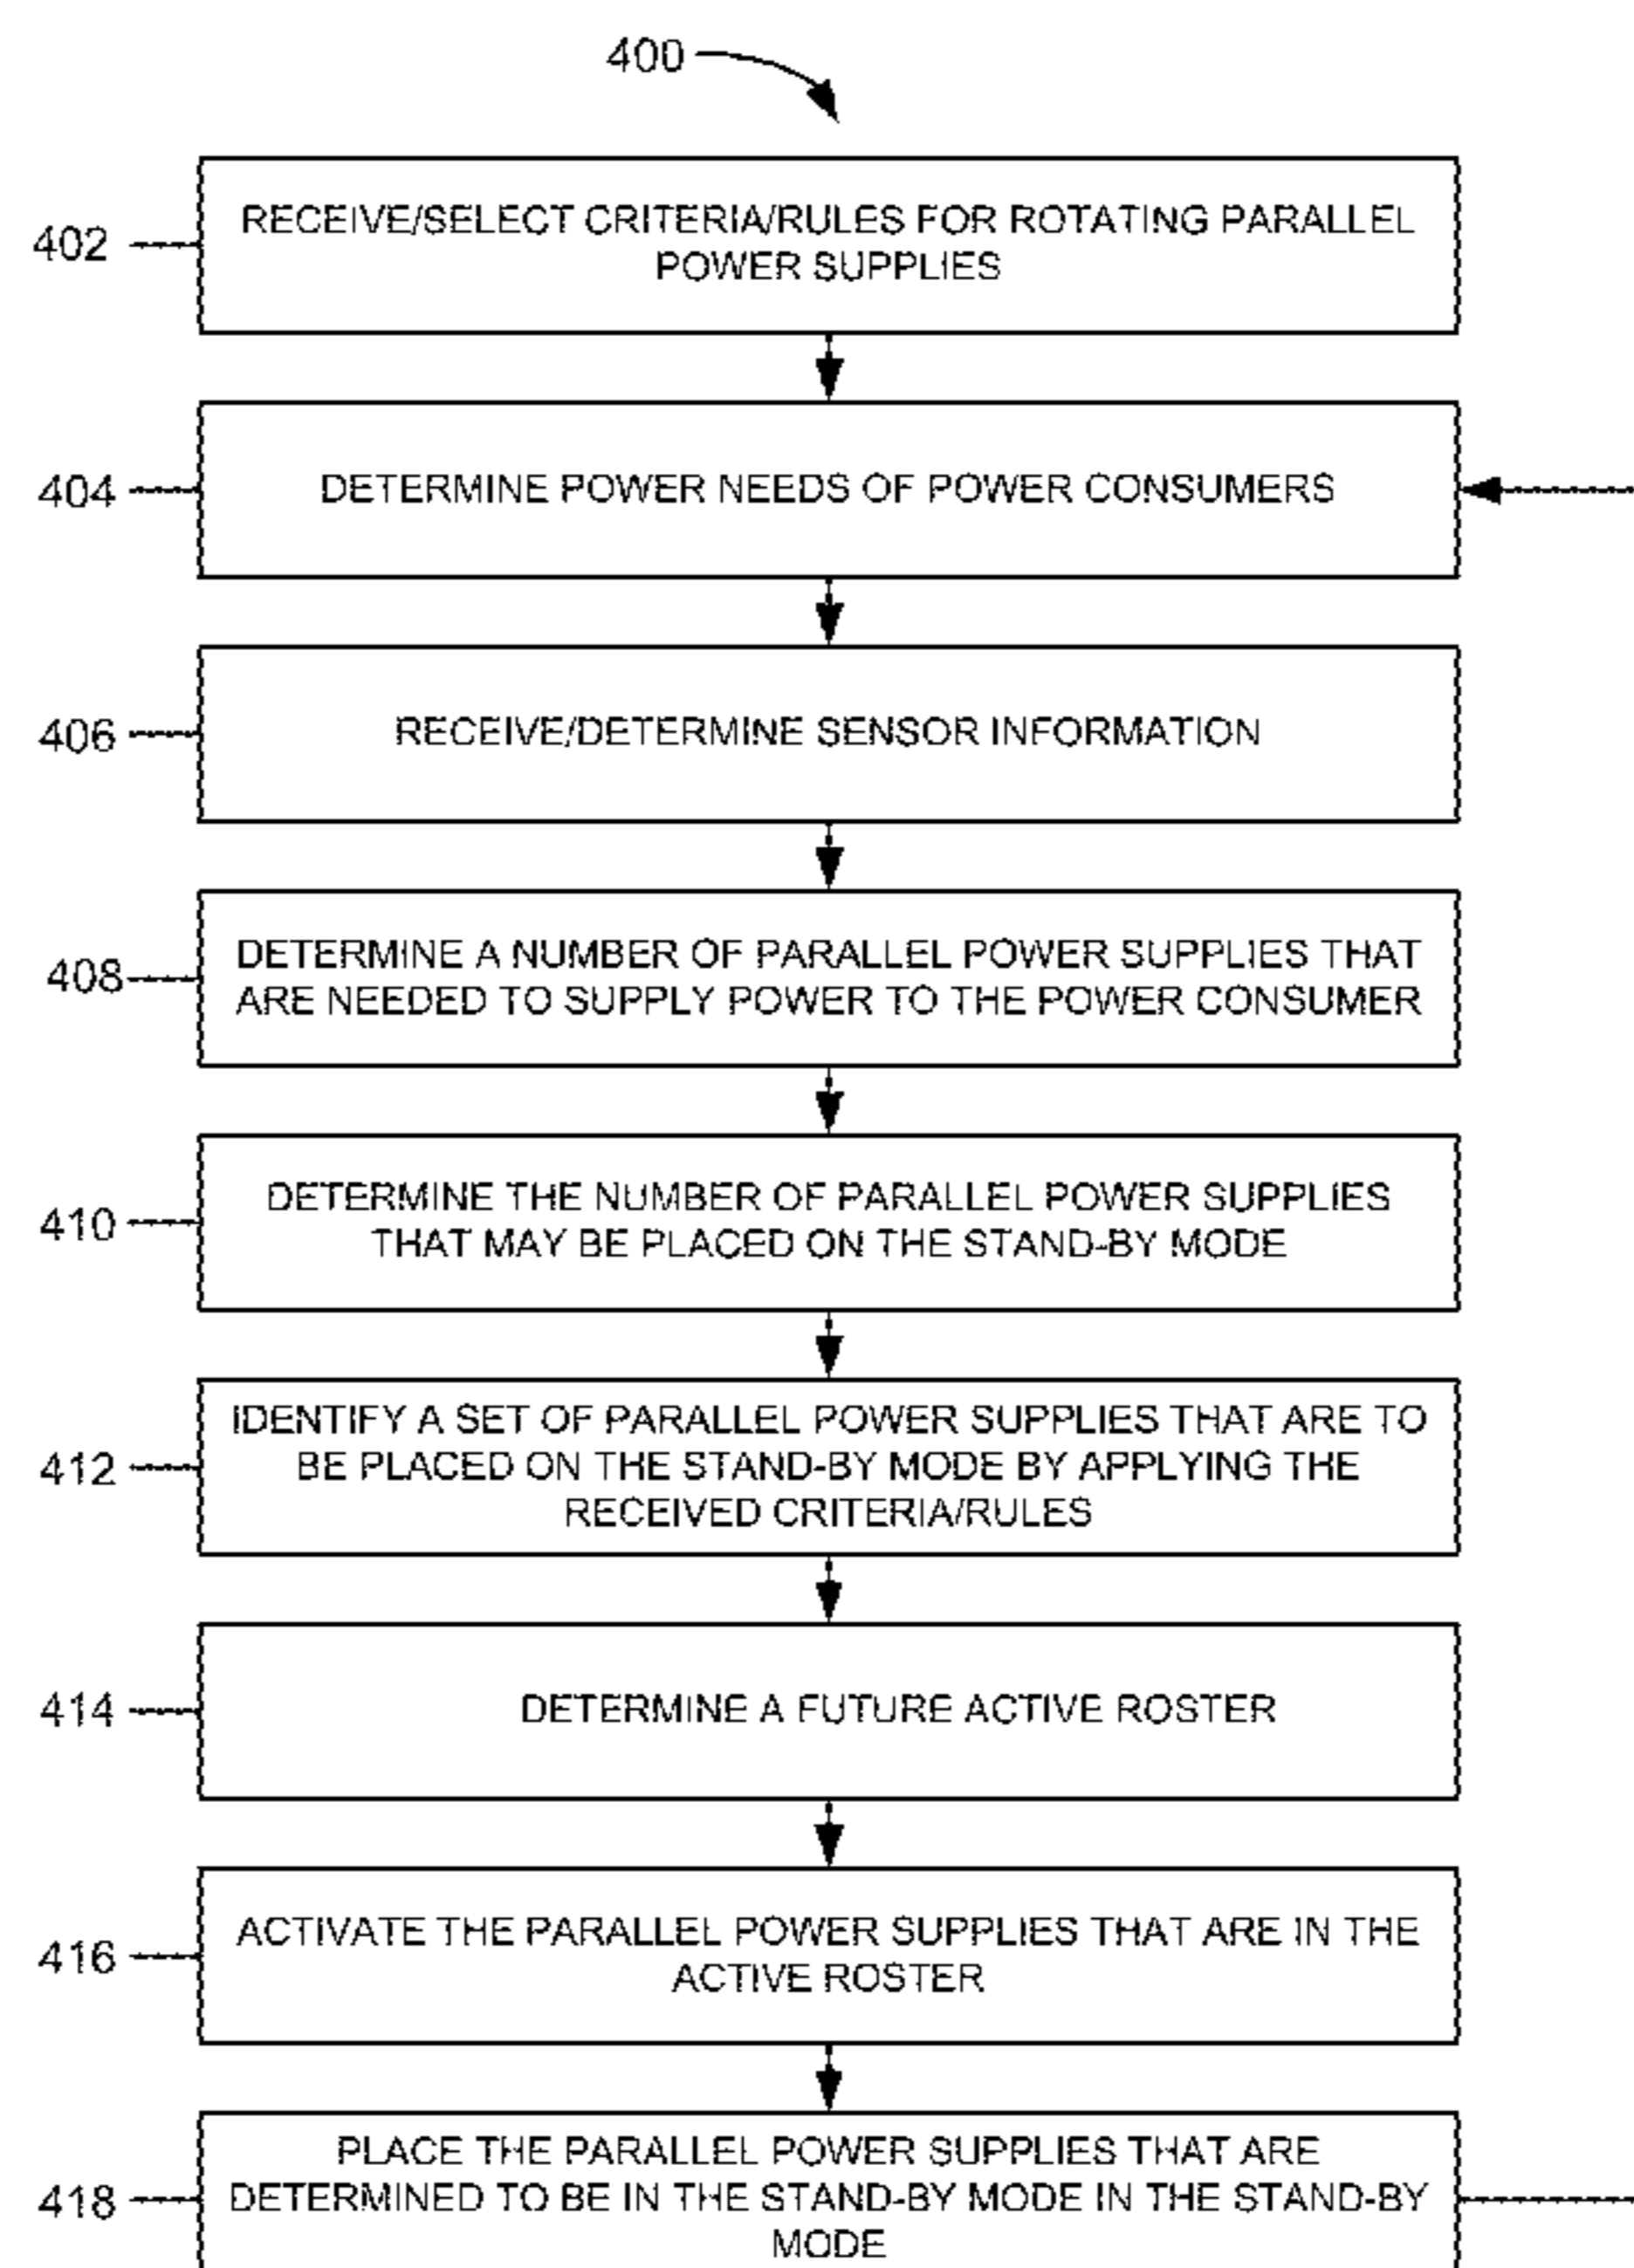 400
402
RECEIVE/SELECT CRITERIA/RULES FOR ROTATING PARALLEL
POWER SUPPLIES
404
DETERMINE POWER NEEDS OF POWER CONSUMERS
406
RECEIVE/DETERMINE SENSOR INFORMATION
408
DETERMINE A NUMBER OF PARALLEL POWER SUPPLIES THAT
ARE NEEDED TO SUPPLY POWER TO THE POWER CONSUMER
410
DETERMINE THE NUMBER OF PARALLEL POWER SUPPLIES
THAT MAY BE PLACED ON THE STAND-BY MODE
412
IDENTIFY A SET OF PARALLEL POWER SUPPLIES THAT ARE TO
BE PLACED ON THE STAND-BY MODE BY APPLYING THE
RECEIVED CRITERIA/RULES
414
DETERMINE A FUTURE ACTIVE ROSTER
416
ACTIVATE THE PARALLEL POWER SUPPLIES THAT ARE IN THE
ACTIVE ROSTER
418
PLACE THE PARALLEL POWER SUPPLIES THAT ARE
DETERMINED TO BE IN THE STAND-BY MODE IN THE STAND-BY
MODE